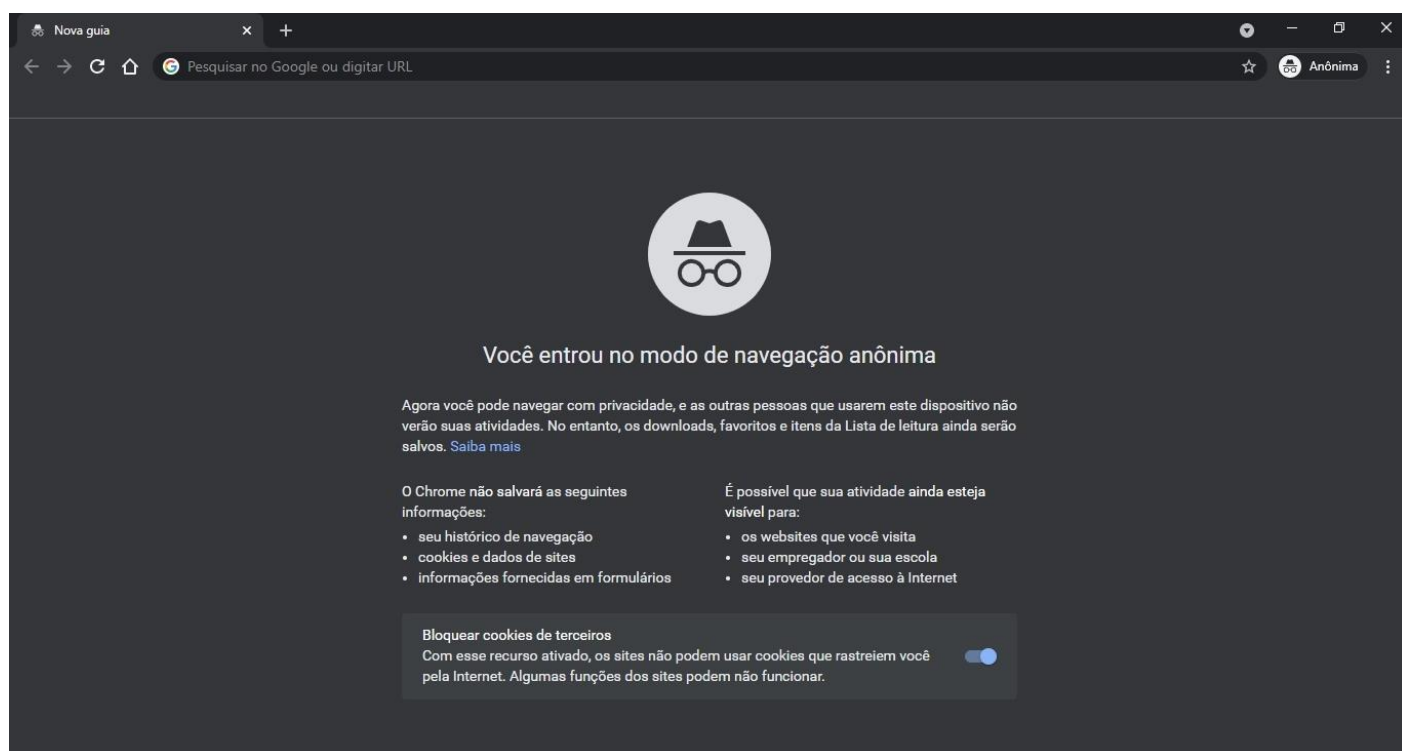 Nova guia
Pesquisar no Google ou digitar URL
Anônima
Você entrou no modo de navegação anônima
Agora você pode navegar com privacidade, e as outras pessoas que usarem este dispositivo não
verão suas atividades. No entanto, os downloads, favoritos e itens da Lista de leitura ainda serão
salvos. Saiba mais
O Chrome não salvará as seguintes
informações:
• seu histórico de navegação
• cookies e dados de sites
• informações fornecidas em formulários
É possível que sua atividade ainda esteja
visível para:
• os websites que você visita
• seu empregador ou sua escola
• seu provedor de acesso à Internet
Bloquear cookies de terceiros
Com esse recurso ativado, os sites não podem usar cookies que rastreiem você
pela Internet. Algumas funções dos sites podem não funcionar.